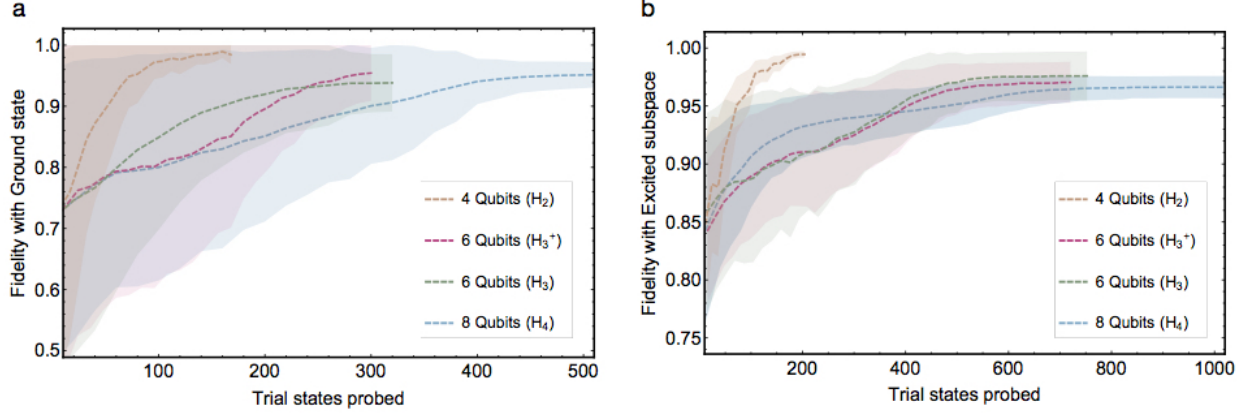 a
Fidelity with Ground state
1.0
0.9
0.8
0.7
0.6
0.5
100
200
300
400
500
Trial states probed
4 Qubits (H₂)
6 Qubits (H₃⁺)
6 Qubits (H₃)
8 Qubits (H₄)
b
Fidelity with Excited subspace
1.00
0.95
0.90
0.85
0.80
0.75
200
400
600
800
1000
Trial states probed
4 Qubits (H₂)
6 Qubits (H₃⁺)
6 Qubits (H₃)
8 Qubits (H₄)